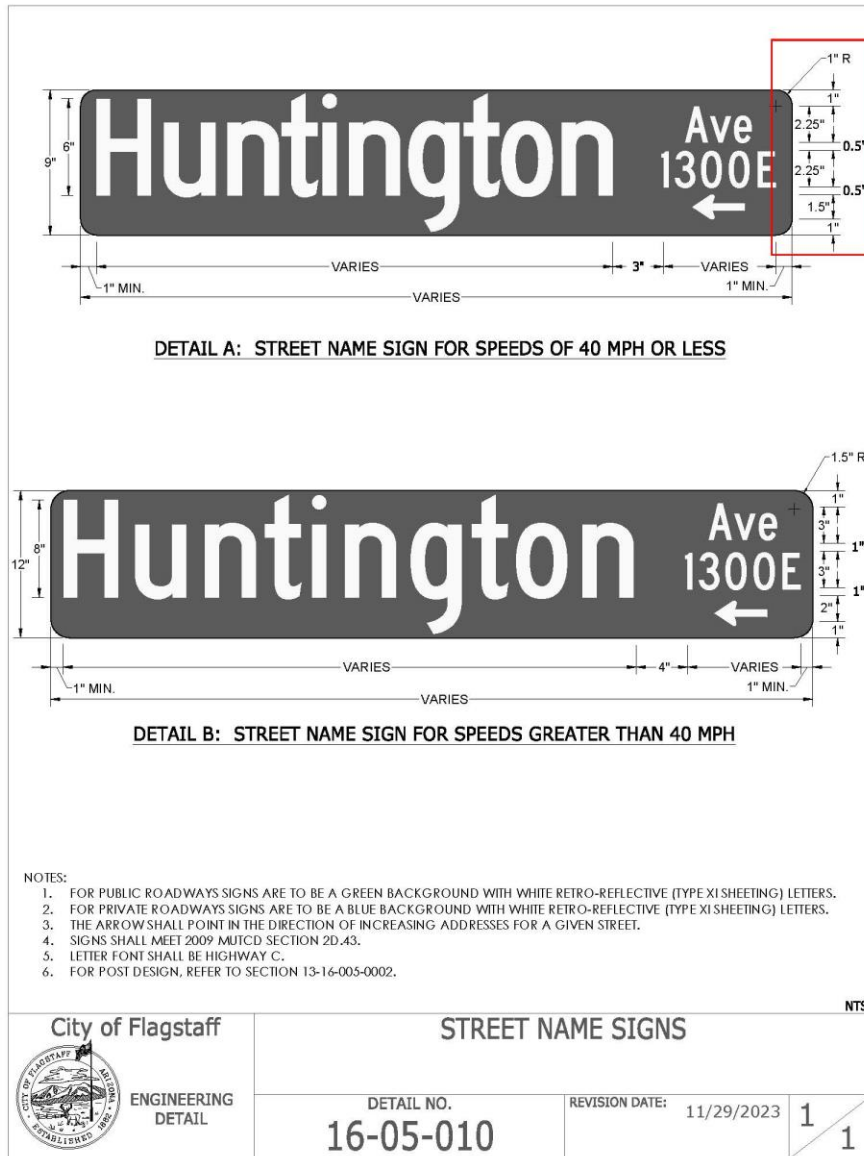 1" R
1"
2.25"
0.5"
2.25"
0.5"
1.5"
1"
9"
6"
Huntington
Ave
1300E
VARIES
3"
VARIES
1" MIN.
1" MIN.
VARIES
DETAIL A: STREET NAME SIGN FOR SPEEDS OF 40 MPH OR LESS
1.5" R
1"
3"
1"
3"
1"
2"
1"
12"
8"
Huntington
Ave
1300E
VARIES
4"
VARIES
1" MIN.
1" MIN.
VARIES
DETAIL B: STREET NAME SIGN FOR SPEEDS GREATER THAN 40 MPH
NOTES:
1. FOR PUBLIC ROADWAYS SIGNS ARE TO BE A GREEN BACKGROUND WITH WHITE RETRO-REFLECTIVE (TYPE XI SHEETING) LETTERS.
2. FOR PRIVATE ROADWAYS SIGNS ARE TO BE A BLUE BACKGROUND WITH WHITE RETRO-REFLECTIVE (TYPE XI SHEETING) LETTERS.
3. THE ARROW SHALL POINT IN THE DIRECTION OF INCREASING ADDRESSES FOR A GIVEN STREET.
4. SIGNS SHALL MEET 2009 MUTCD SECTION 2D.43.
5. LETTER FONT SHALL BE HIGHWAY C.
6. FOR POST DESIGN, REFER TO SECTION 13-16-005-0002.
NTS
City of Flagstaff
CITY OF FLAGSTAFF ARIZONA
ESTABLISHED 1882
ENGINEERING
DETAIL
STREET NAME SIGNS
DETAIL NO.
16-05-010
REVISION DATE: 11/29/2023
1
1